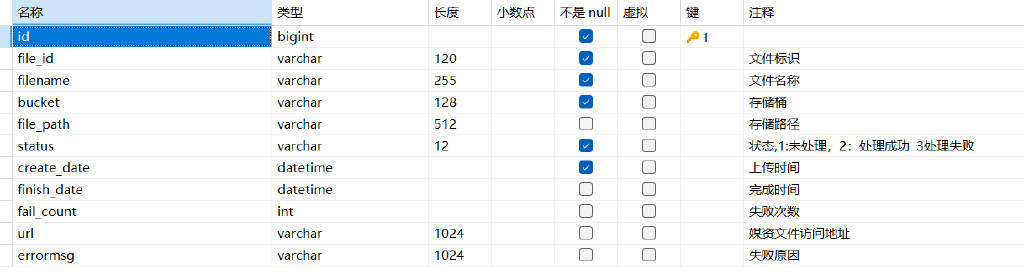 名称 类型 长度 小数点 不是 null 虚拟 键 注释
id bigint 1
file_id varchar 120 文件标识
filename varchar 255 文件名称
bucket varchar 128 存储桶
file_path varchar 512 存储路径
status varchar 12 状态,1:未处理，2：处理成功 3处理失败
create_date datetime 上传时间
finish_date datetime 完成时间
fail_count int 失败次数
url varchar 1024 媒资文件访问地址
errormsg varchar 1024 失败原因